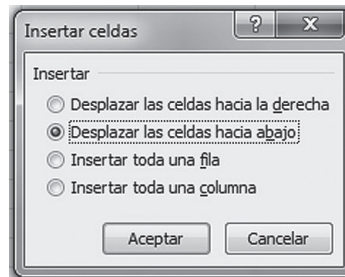 Insertar celdas
Insertar
Desplazar las celdas hacia la derecha
Desplazar las celdas hacia abajo
Insertar toda una fila
Insertar toda una columna
Aceptar
Cancelar